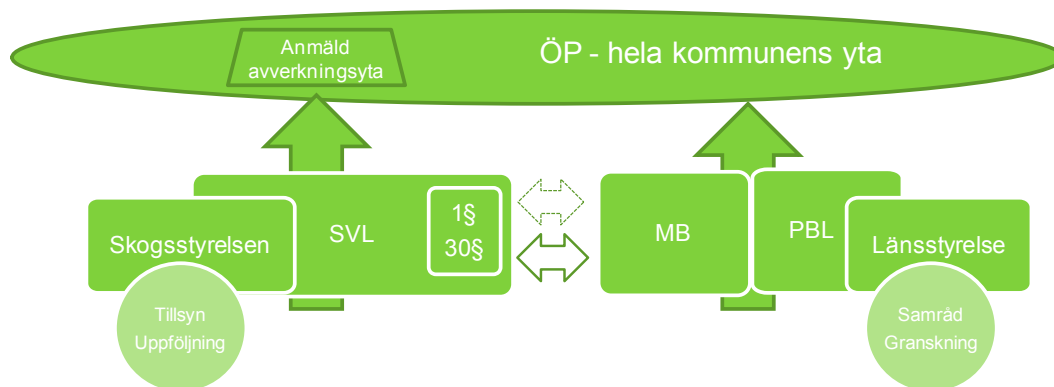 Anmäld
avverkningsyta
ÖP - hela kommunens yta
Skogsstyrelsen
SVL
1§
30§
MB
PBL
Länsstyrelse
Tillsyn
Uppföljning
Samråd
Granskning